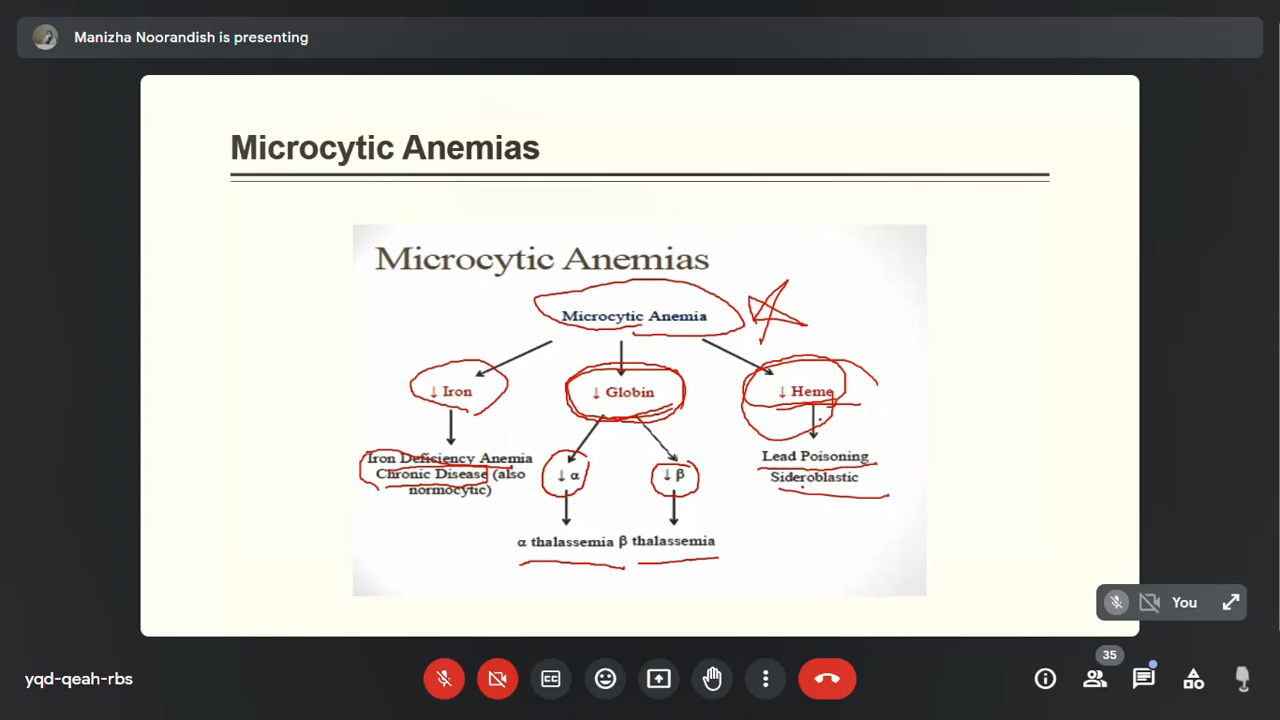 Manizha Noorandish is presenting
Microcytic Anemias
Microcytic Anemias
Microcytic Anemia
↓ Iron
↓ Globin
↓ Heme
Iron Deficiency Anemia
Chronic Disease (also
normocytic)
↓ α
↓ β
Lead Poisoning
Sideroblastic
α thalassemia β thalassemia
You
yqd-qeah-rbs
35